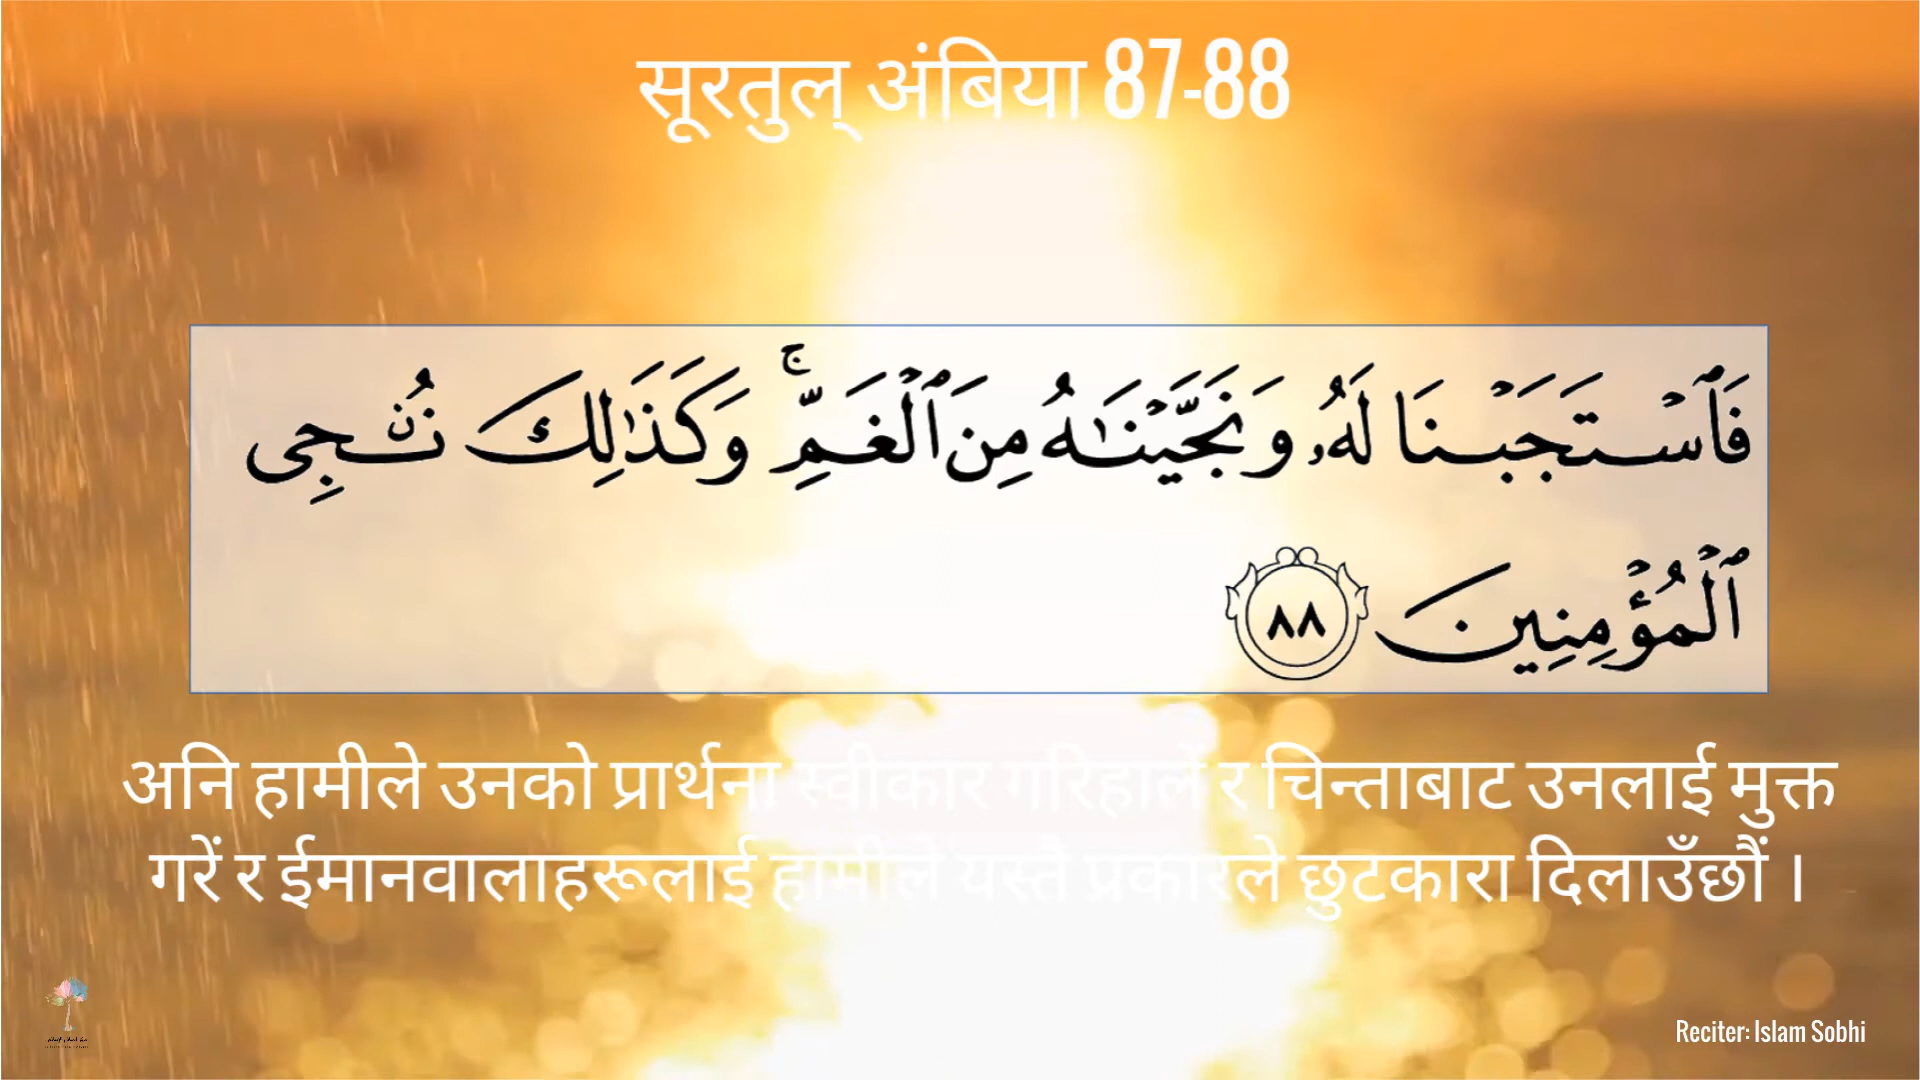 सूरतुल् अंबिया 87-88
فَٱسْتَجَبْنَا لَهُۥ وَنَجَّيْنَٰهُ مِنَ ٱلْغَمِّ ۚ وَكَذَٰلِكَ نُۨجِى
ٱلْمُؤْمِنِينَ ٨٨
अनि हामीले उनको प्रार्थना स्वीकार गरिहालें र चिन्ताबाट उनलाई मुक्त
गरें र ईमानवालाहरूलाई हामीले यस्तै प्रकारले छुटकारा दिलाउँछौं ।
Reciter: Islam Sobhi